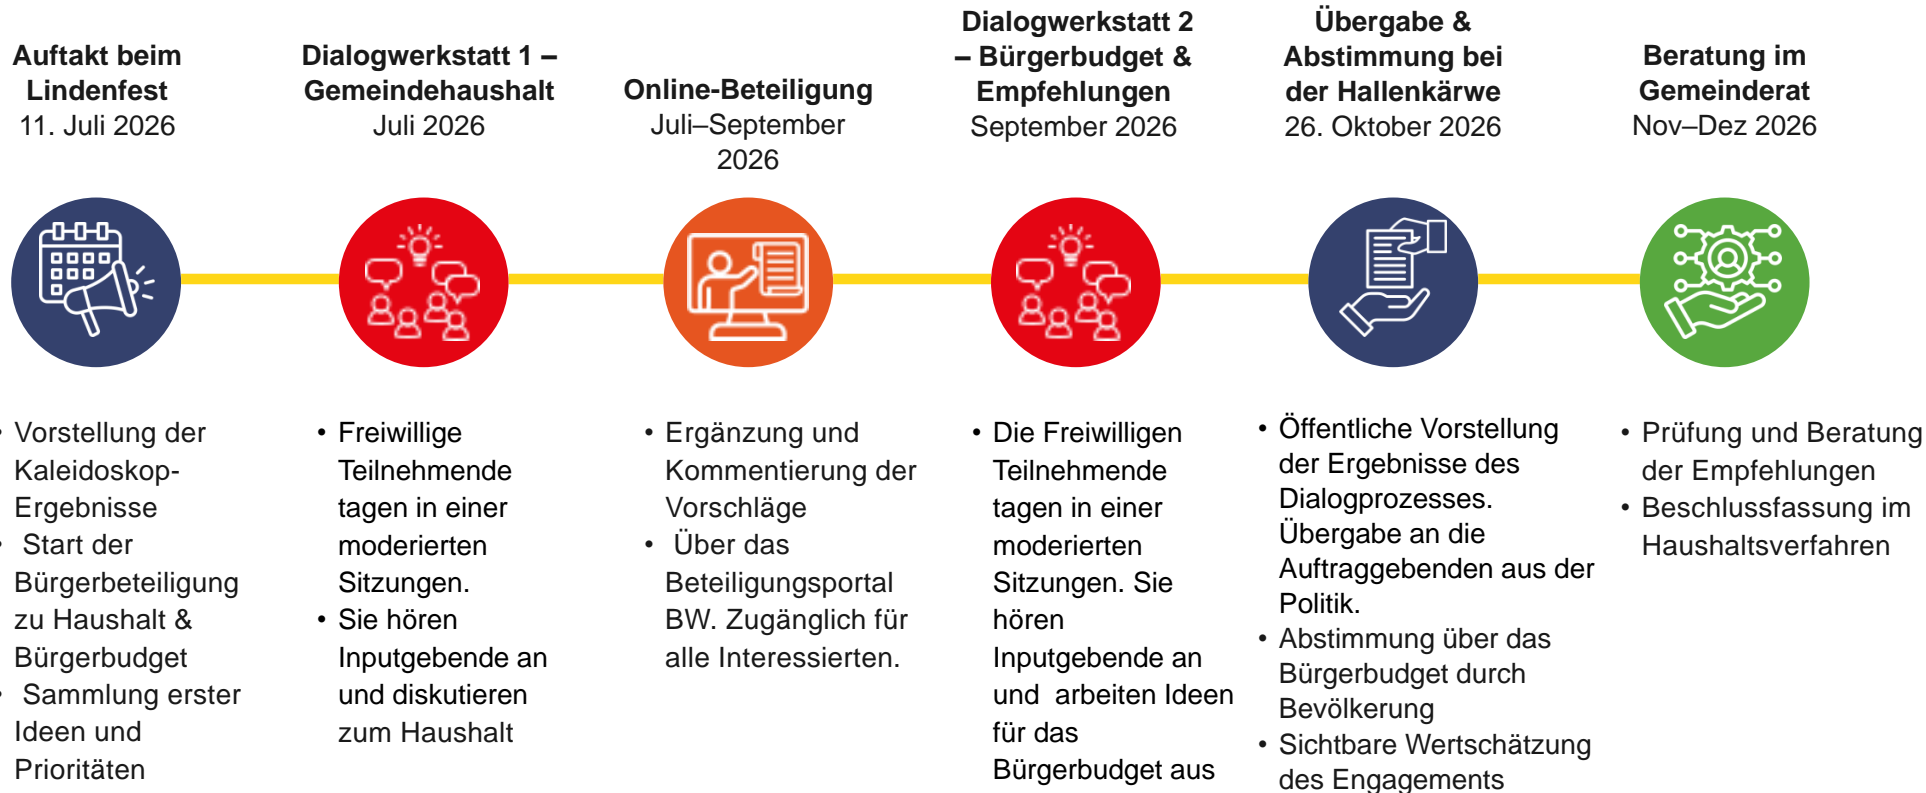 Auftakt beim
Lindenfest
11. Juli 2026
Dialogwerkstatt 1 –
Gemeindehaushalt
Juli 2026
Online-Beteiligung
Juli–September
2026
Dialogwerkstatt 2
– Bürgerbudget &
Empfehlungen
September 2026
Übergabe &
Abstimmung bei
der Hallenkärwe
26. Oktober 2026
Beratung im
Gemeinderat
Nov–Dez 2026
• Vorstellung der
Kaleidoskop-
Ergebnisse
• Start der
Bürgerbeteiligung
zu Haushalt &
Bürgerbudget
• Sammlung erster
Ideen und
Prioritäten
• Freiwillige
Teilnehmende
tagen in einer
moderierten
Sitzungen.
• Sie hören
Inputgebende an
und diskutieren
zum Haushalt
• Ergänzung und
Kommentierung der
Vorschläge
• Über das
Beteiligungsportal
BW. Zugänglich für
alle Interessierten.
• Die Freiwilligen
Teilnehmende
tagen in einer
moderierten
Sitzungen. Sie
hören
Inputgebende an
und arbeiten Ideen
für das
Bürgerbudget aus
• Öffentliche Vorstellung
der Ergebnisse des
Dialogprozesses.
Übergabe an die
Auftraggebenden aus der
Politik.
• Abstimmung über das
Bürgerbudget durch
Bevölkerung
• Sichtbare Wertschätzung
des Engagements
• Prüfung und Beratung
der Empfehlungen
• Beschlussfassung im
Haushaltsverfahren